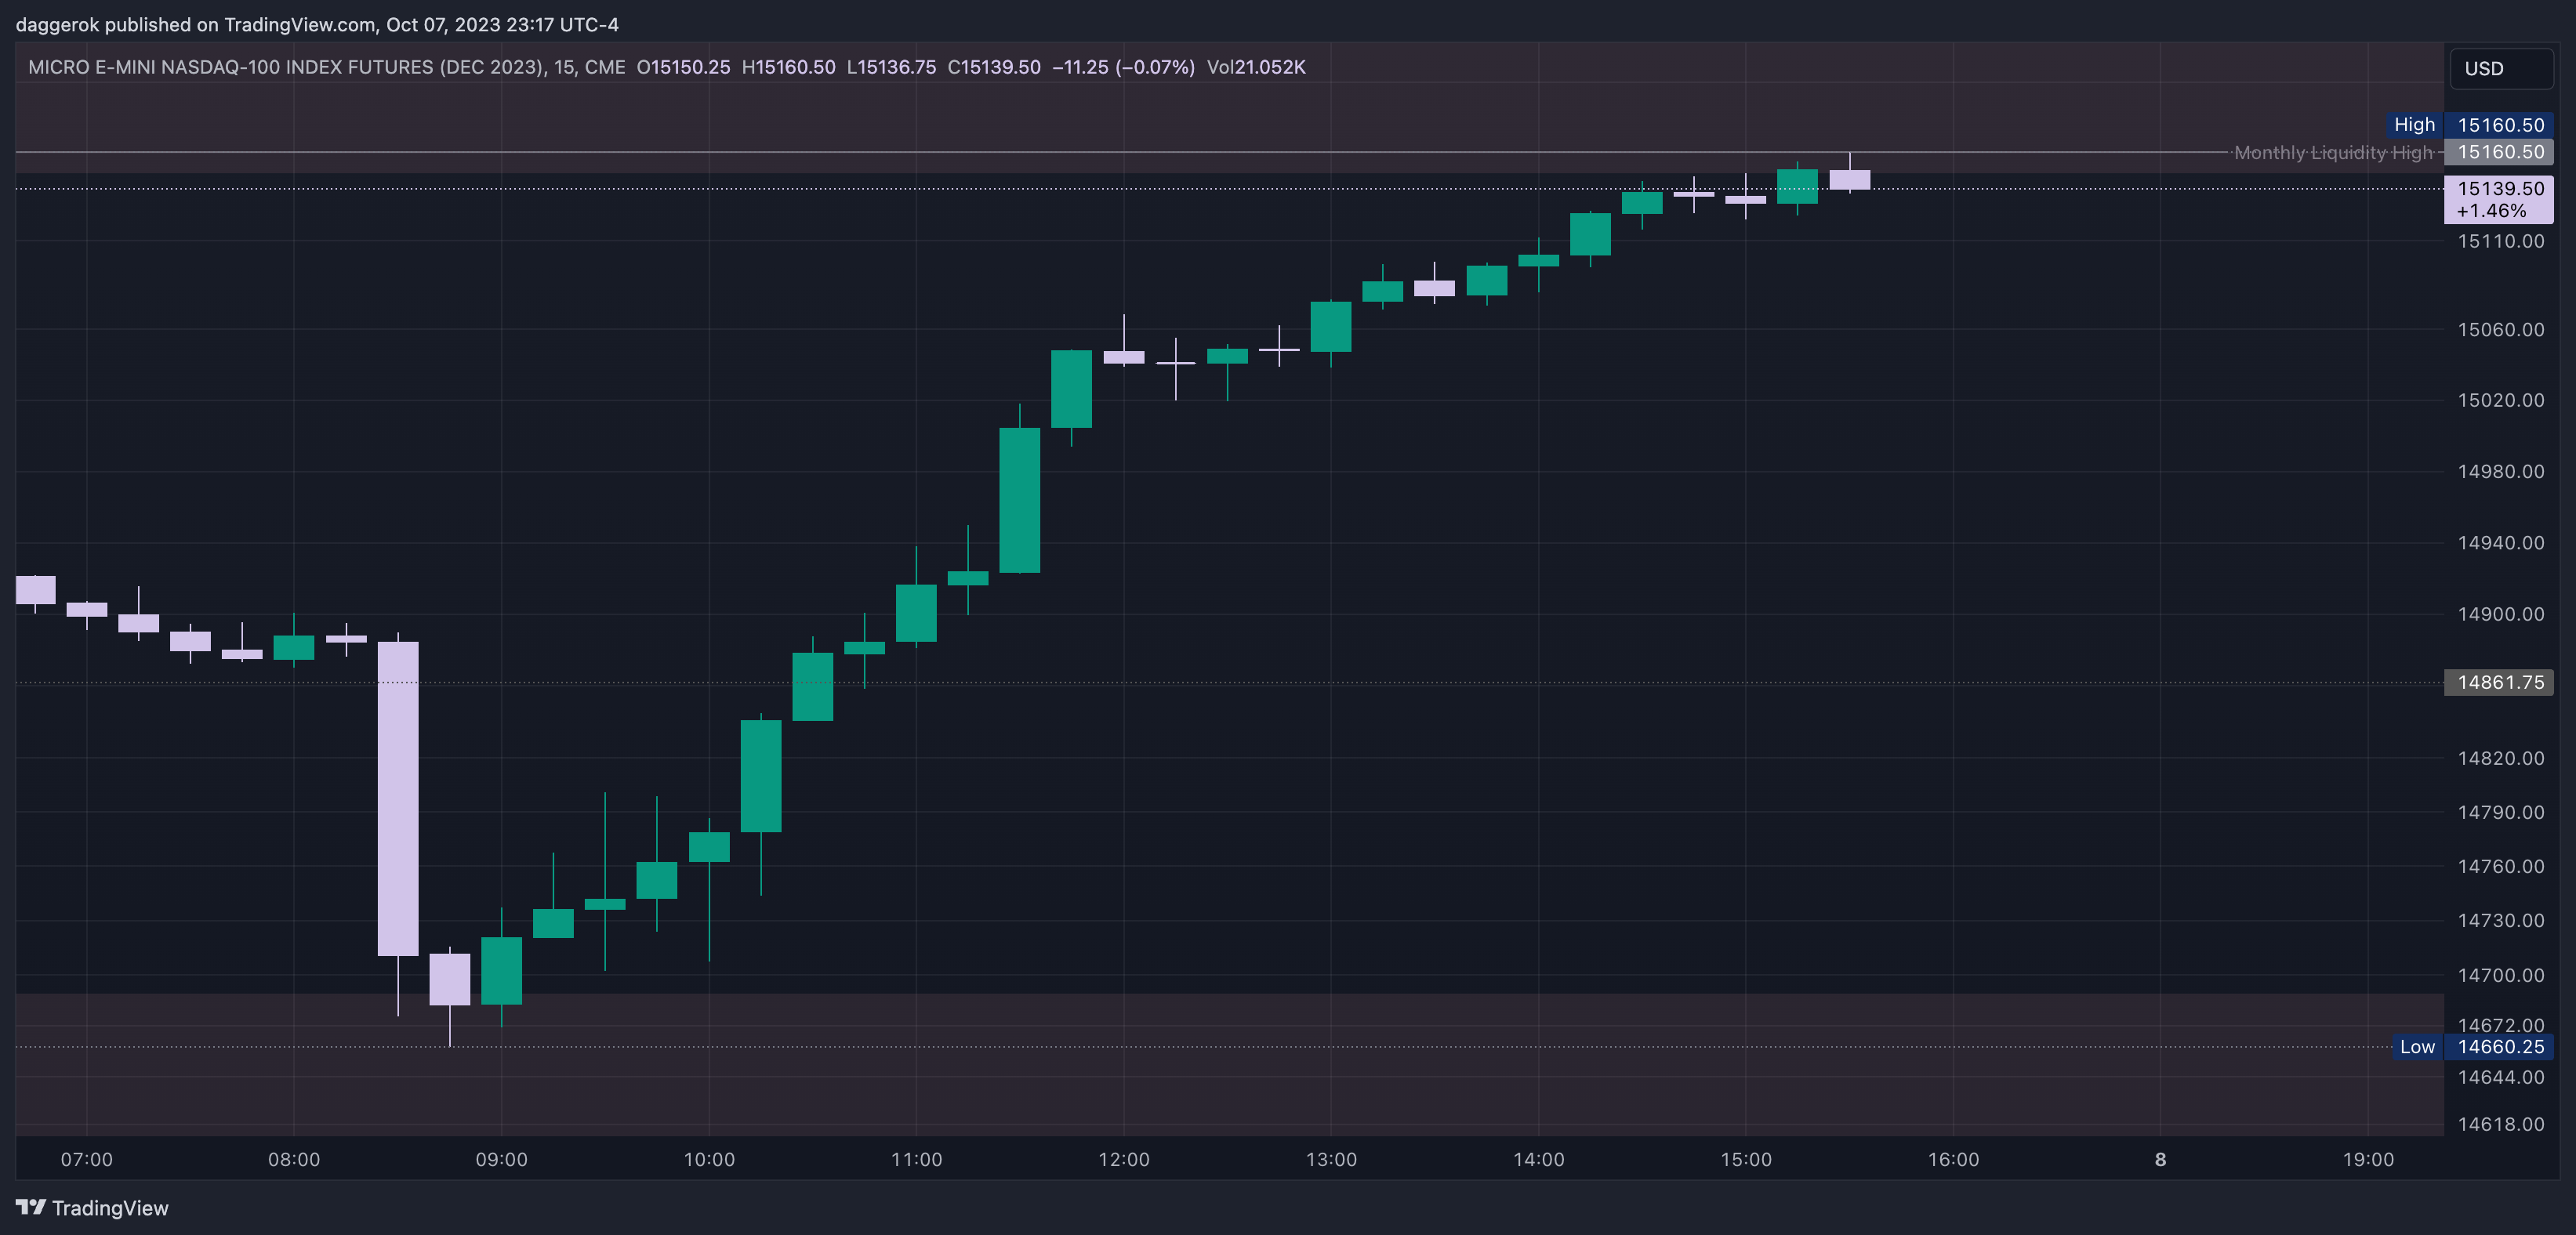 daggerok published on TradingView.com, Oct 07, 2023 23:17 UTC-4
MICRO E-MINI NASDAQ-100 INDEX FUTURES (DEC 2023), 15, CME O15150.25 H15160.50 L15136.75 C15139.50 −11.25 (−0.07%) Vol21.052K
USD
High 15160.50
Monthly Liquidity High 15160.50
15139.50
+1.46%
15110.00
15060.00
15020.00
14980.00
14940.00
14900.00
14861.75
14820.00
14790.00
14760.00
14730.00
14700.00
14672.00
Low 14660.25
14644.00
14618.00
07:00 08:00 09:00 10:00 11:00 12:00 13:00 14:00 15:00 16:00 8 19:00
TradingView